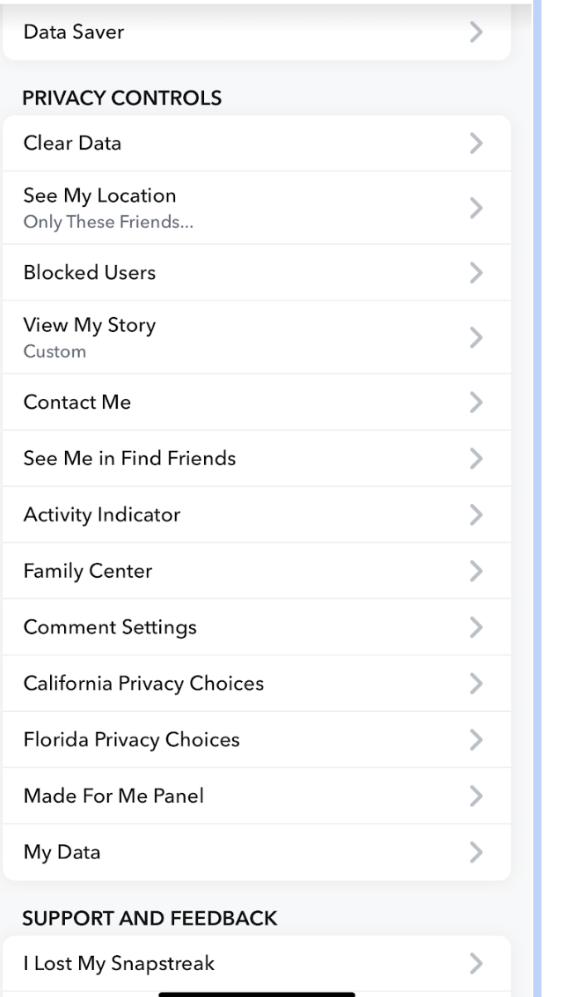 Data Saver
PRIVACY CONTROLS
Clear Data
See My Location
Only These Friends...
Blocked Users
View My Story
Custom
Contact Me
See Me in Find Friends
Activity Indicator
Family Center
Comment Settings
California Privacy Choices
Florida Privacy Choices
Made For Me Panel
My Data
SUPPORT AND FEEDBACK
I Lost My Snapstreak